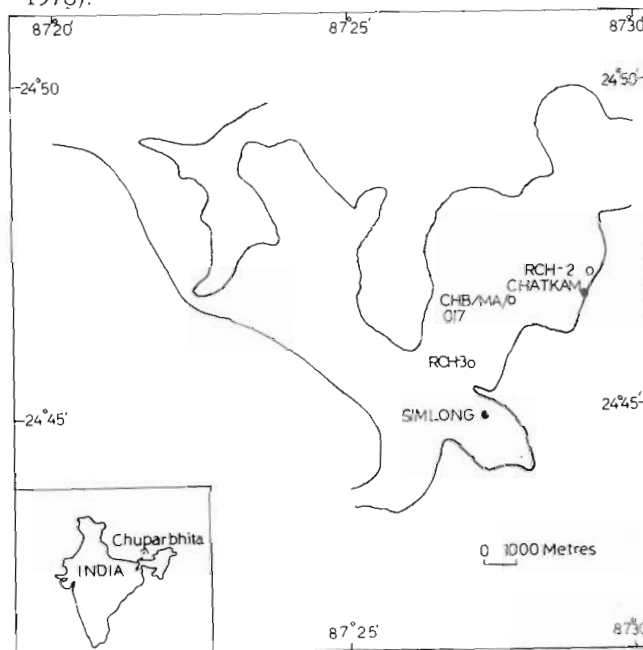 1978).
87°20'
87°25'
87°30
24°50
24°50'
RCH-2
CHATKAM
CHB/MA/
017
RCH3
24°45'
24°45'
SIMLONG
0 1000 Metres
Chuparbhita
INDIA
87°25'
87°30